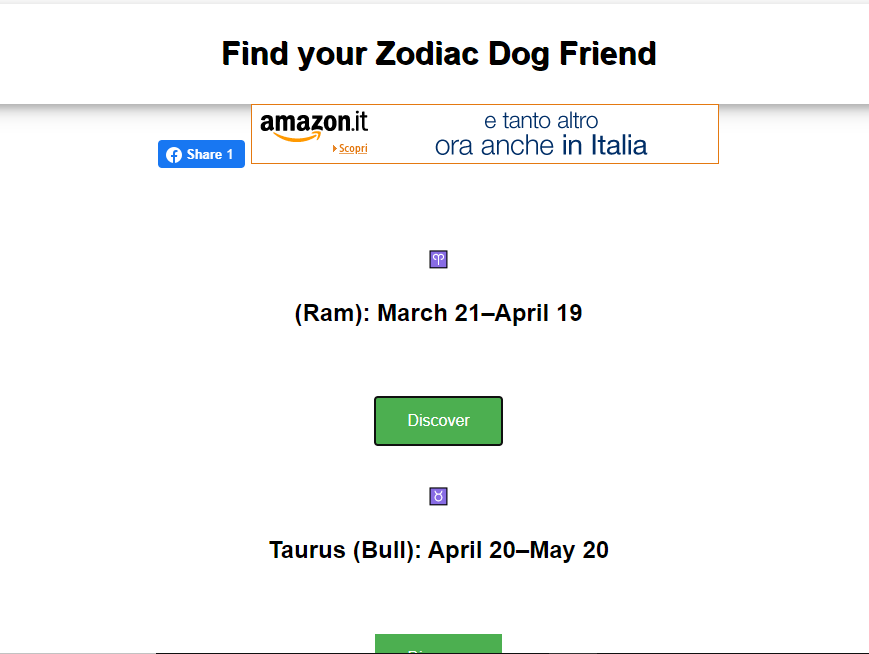 Find your Zodiac Dog Friend
amazon.it
Scopri
e tanto altro
ora anche in Italia
Share 1
♈
(Ram): March 21–April 19
Discover
♉
Taurus (Bull): April 20–May 20